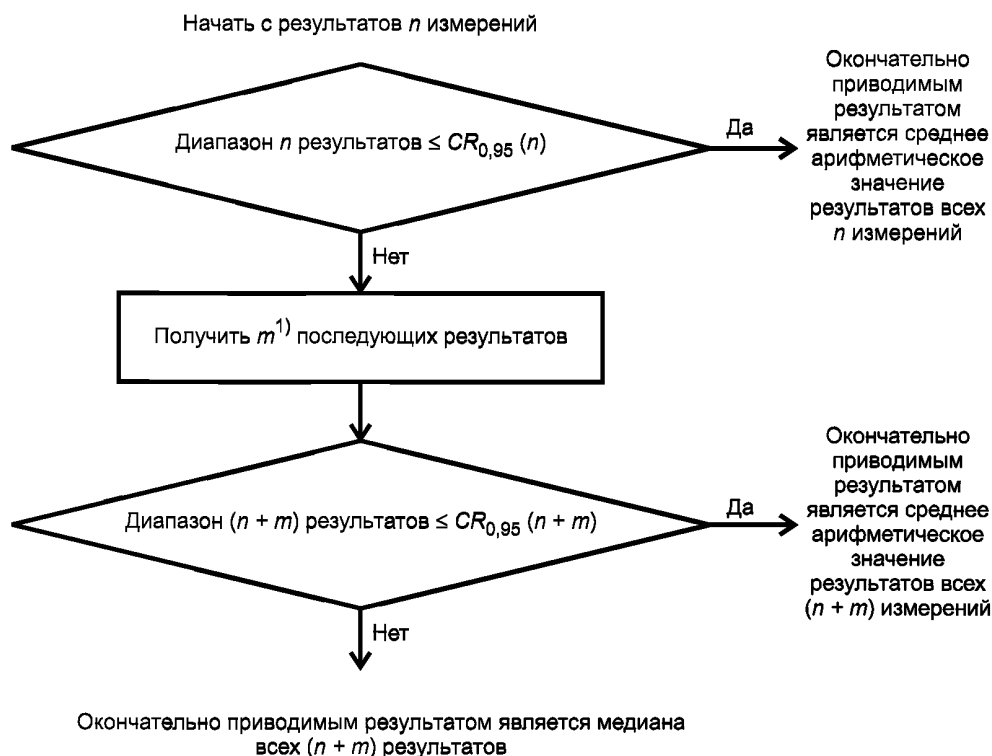 Начать с результатов n измерений
Диапазон n результатов ≤ CR0,95 (n)
Да
Окончательно
приводимым
результатом
является среднее
арифметическое
значение
результатов всех
n измерений
Нет
Получить m1) последующих результатов
Диапазон (n + m) результатов ≤ CR0,95 (n + m)
Да
Окончательно
приводимым
результатом
является среднее
арифметическое
значение
результатов всех
(n + m) измерений
Нет
Окончательно приводимым результатом является медиана
всех (n + m) результатов